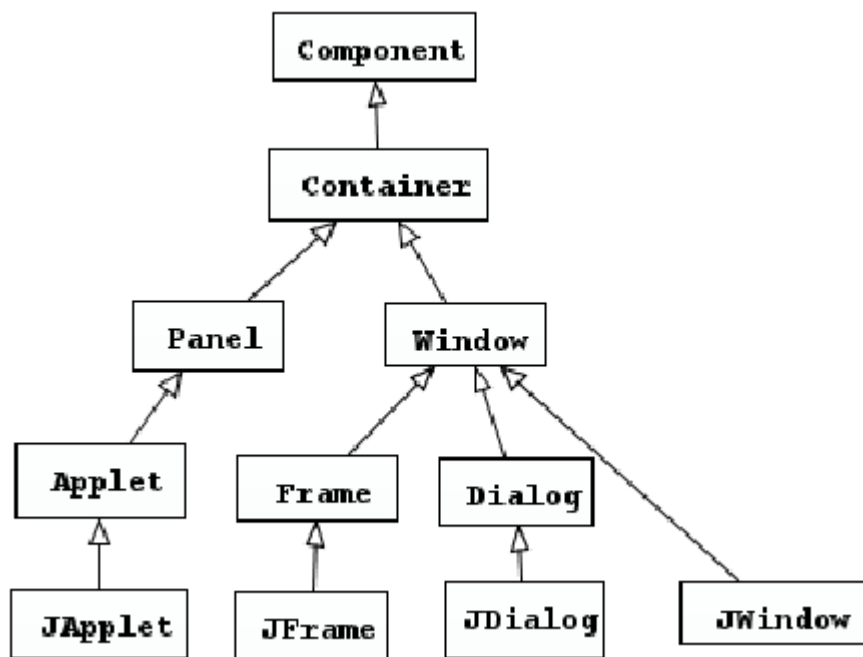 Component
Container
Panel
Window
Applet
Frame
Dialog
JApplet
JFrame
JDialog
JWindow